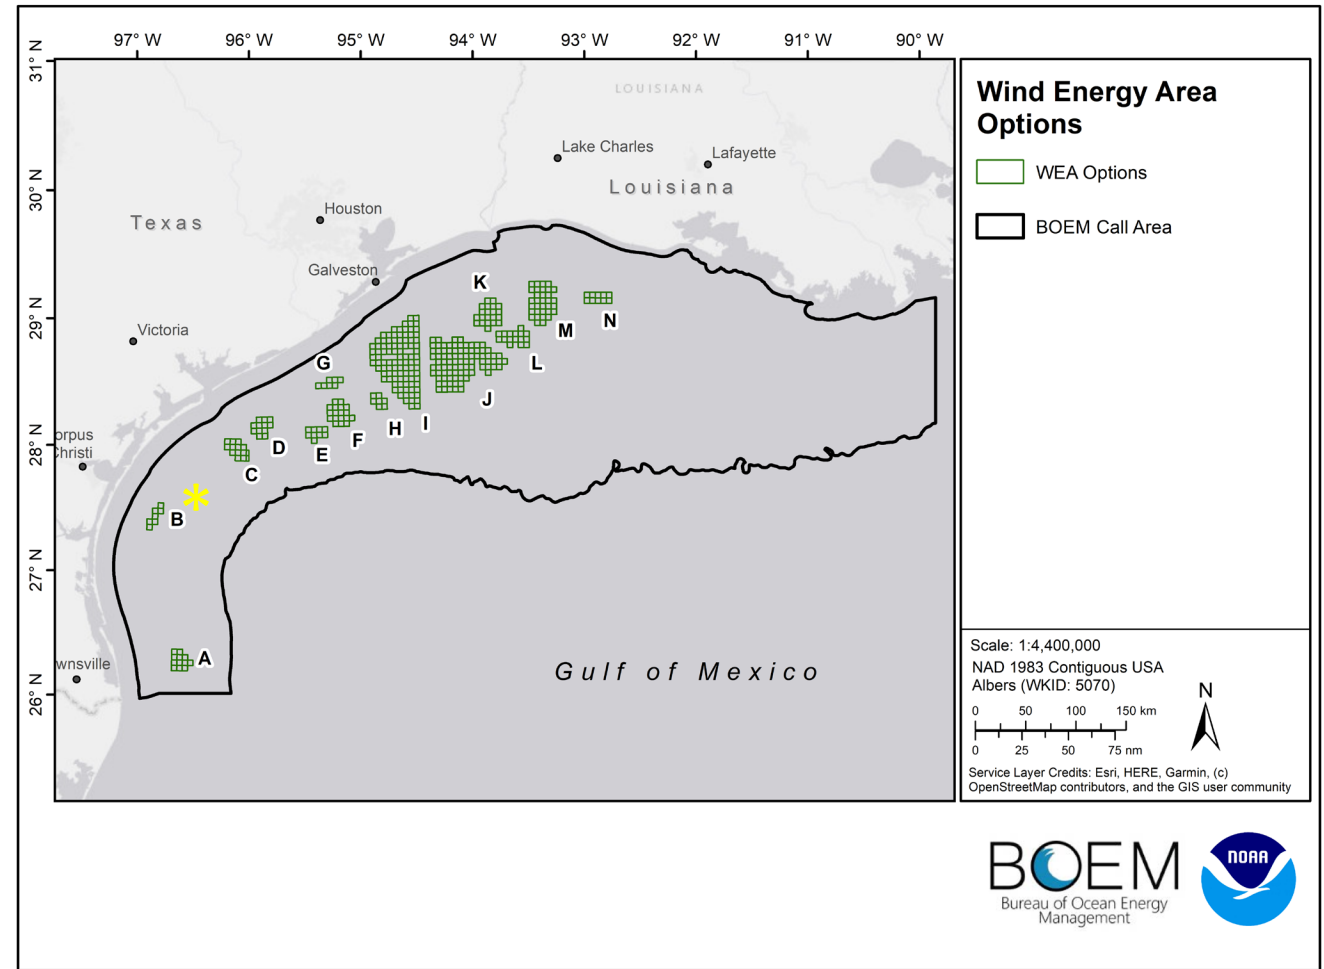 97° W 96° W 95° W 94° W 93° W 92° W 91° W 90° W
31° N
30° N
29° N
28° N
27° N
26° N
LOUISIANA
Lake Charles
Lafayette
Louisiana
Texas
Houston
Galveston
Victoria
orpus
Christi
wnsville
K
M
N
G
L
J
I
H
F
E
D
C
B
A
Gulf of Mexico
Wind Energy Area
Options
WEA Options
BOEM Call Area
Scale: 1:4,400,000
NAD 1983 Contiguous USA
Albers (WKID: 5070)
N
0 50 100 150 km
0 25 50 75 nm
Service Layer Credits: Esri, HERE, Garmin, (c)
OpenStreetMap contributors, and the GIS user community
BOEM
Bureau of Ocean Energy
Management
NOAA